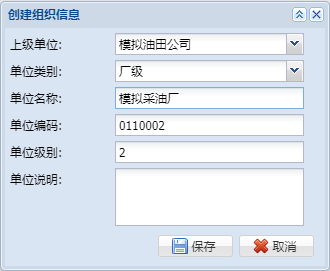 创建组织信息
上级单位: 模拟油田公司
单位类别: 厂级
单位名称: 模拟采油厂
单位编码: 0110002
单位级别: 2
单位说明:
保存 取消